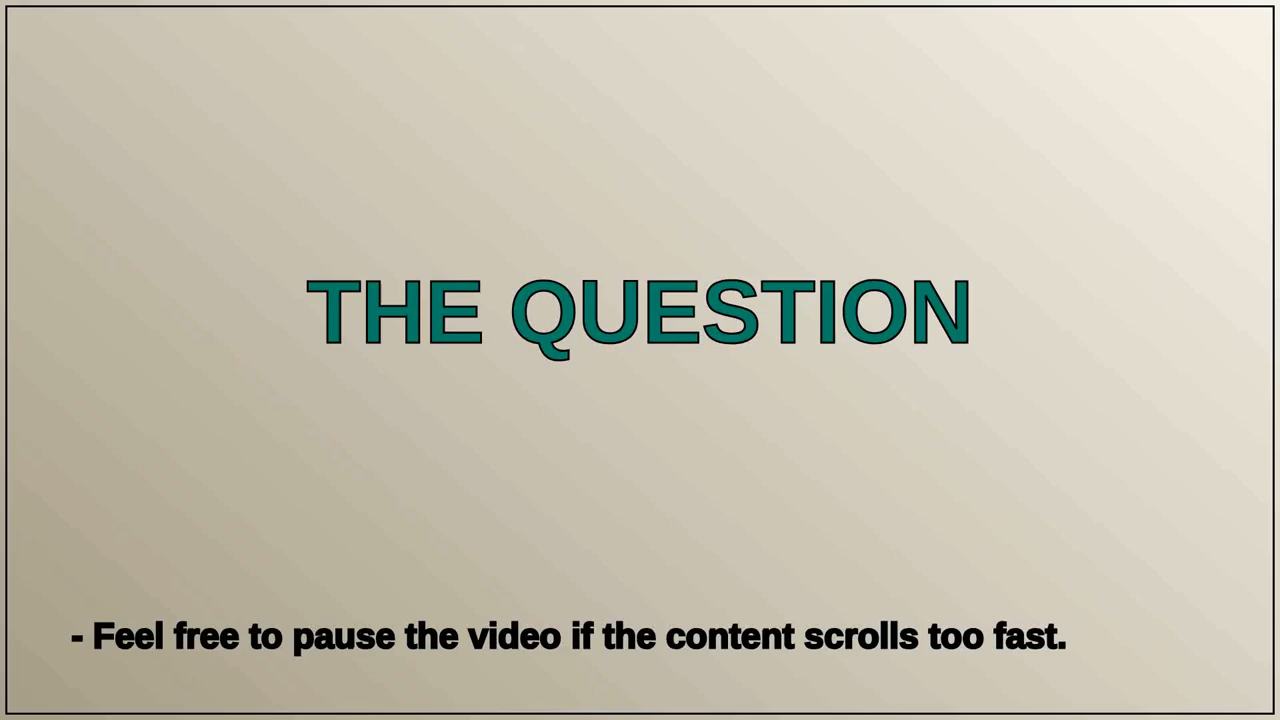 THE QUESTION
- Feel free to pause the video if the content scrolls too fast.